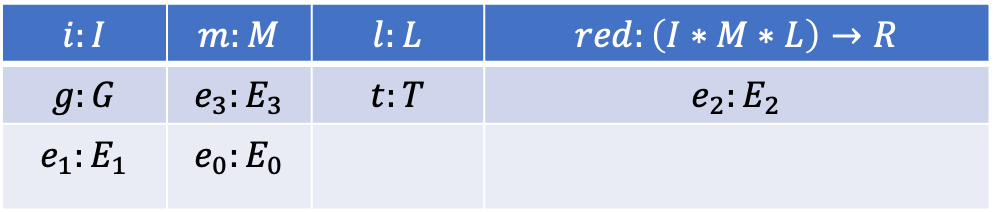 i: I m: M l: L red: (I * M * L) → R
g: G e₃: E₃ t: T e₂: E₂
e₁: E₁ e₀: E₀